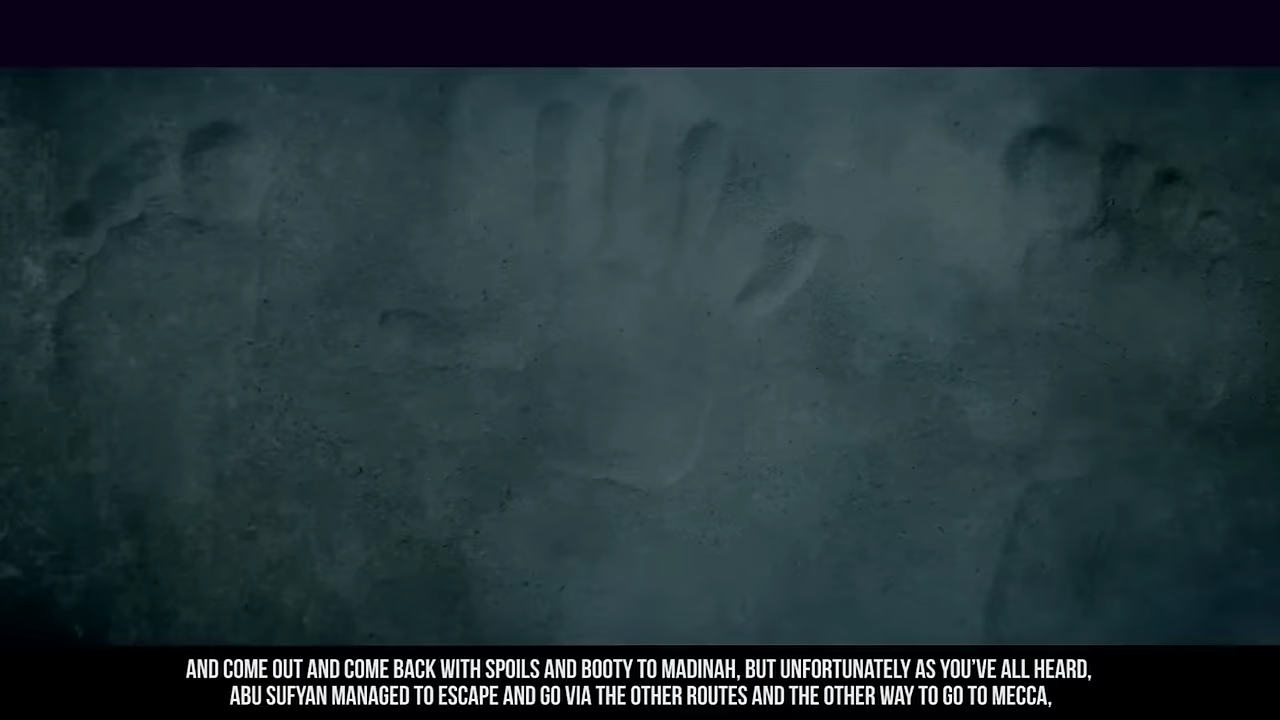 AND COME OUT AND COME BACK WITH SPOILS AND BOOTY TO MADINAH, BUT UNFORTUNATELY AS YOU'VE ALL HEARD,
ABU SUFYAN MANAGED TO ESCAPE AND GO VIA THE OTHER ROUTES AND THE OTHER WAY TO GO TO MECCA,